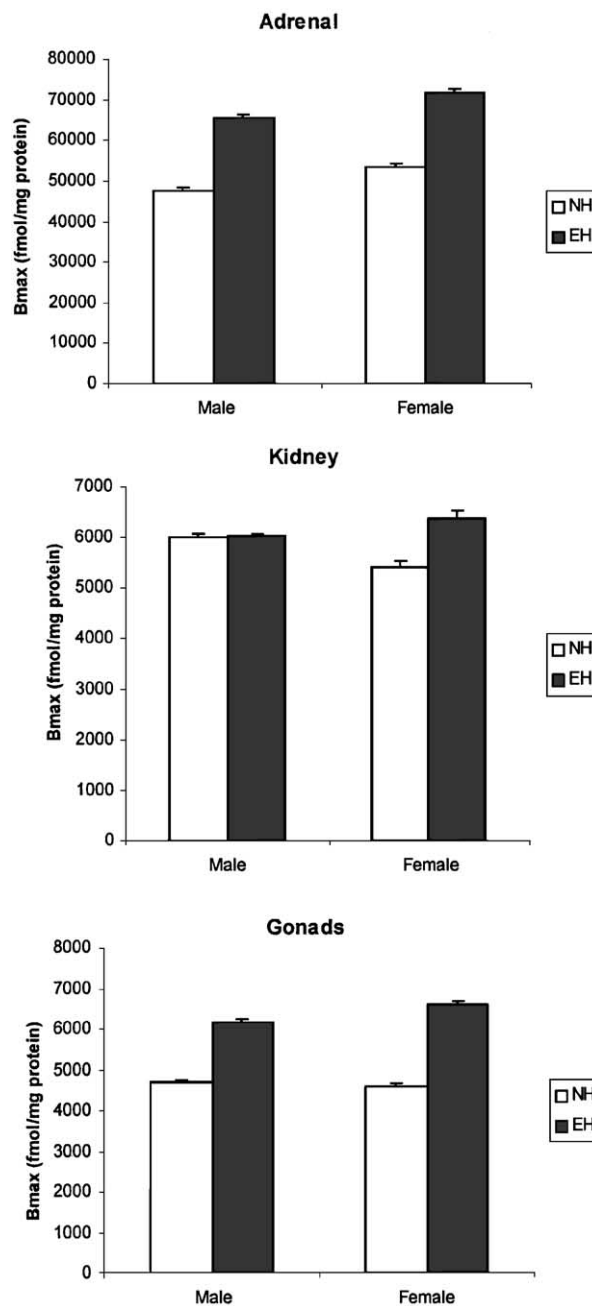 Adrenal
80000
70000
60000
50000
40000
30000
20000
10000
0
Bmax (fmol/mg protein)
Male
Female
NH
EH
Kidney
7000
6000
5000
4000
3000
2000
1000
0
Bmax (fmol/mg protein)
Male
Female
NH
EH
Gonads
8000
7000
6000
5000
4000
3000
2000
1000
0
Bmax (fmol/mg protein)
Male
Female
NH
EH